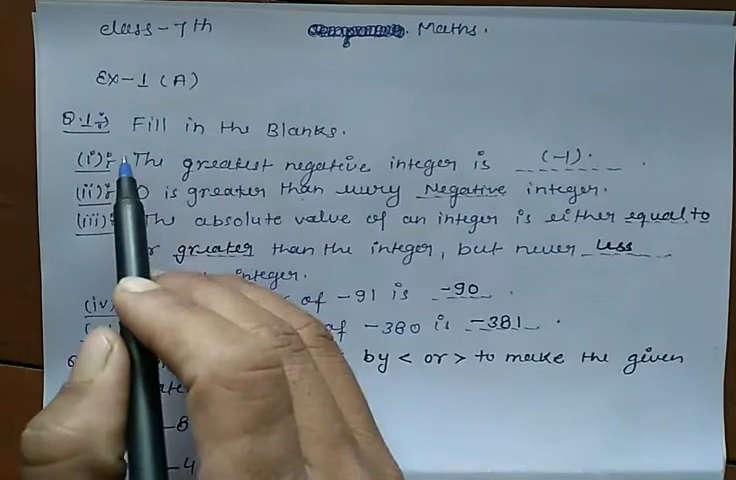 class - 7th Maths.
Ex-1 (A)
Q.1:- Fill in the Blanks.
(i):- The greatest negative integer is (-1).
(ii):- 0 is greater than every Negative integer.
(iii):- The absolute value of an integer is either equal to
greater than the integer, but never less
integer.
(iv) of -91 is -90.
of -380 is -381.
by < or > to make the given
-8
-4